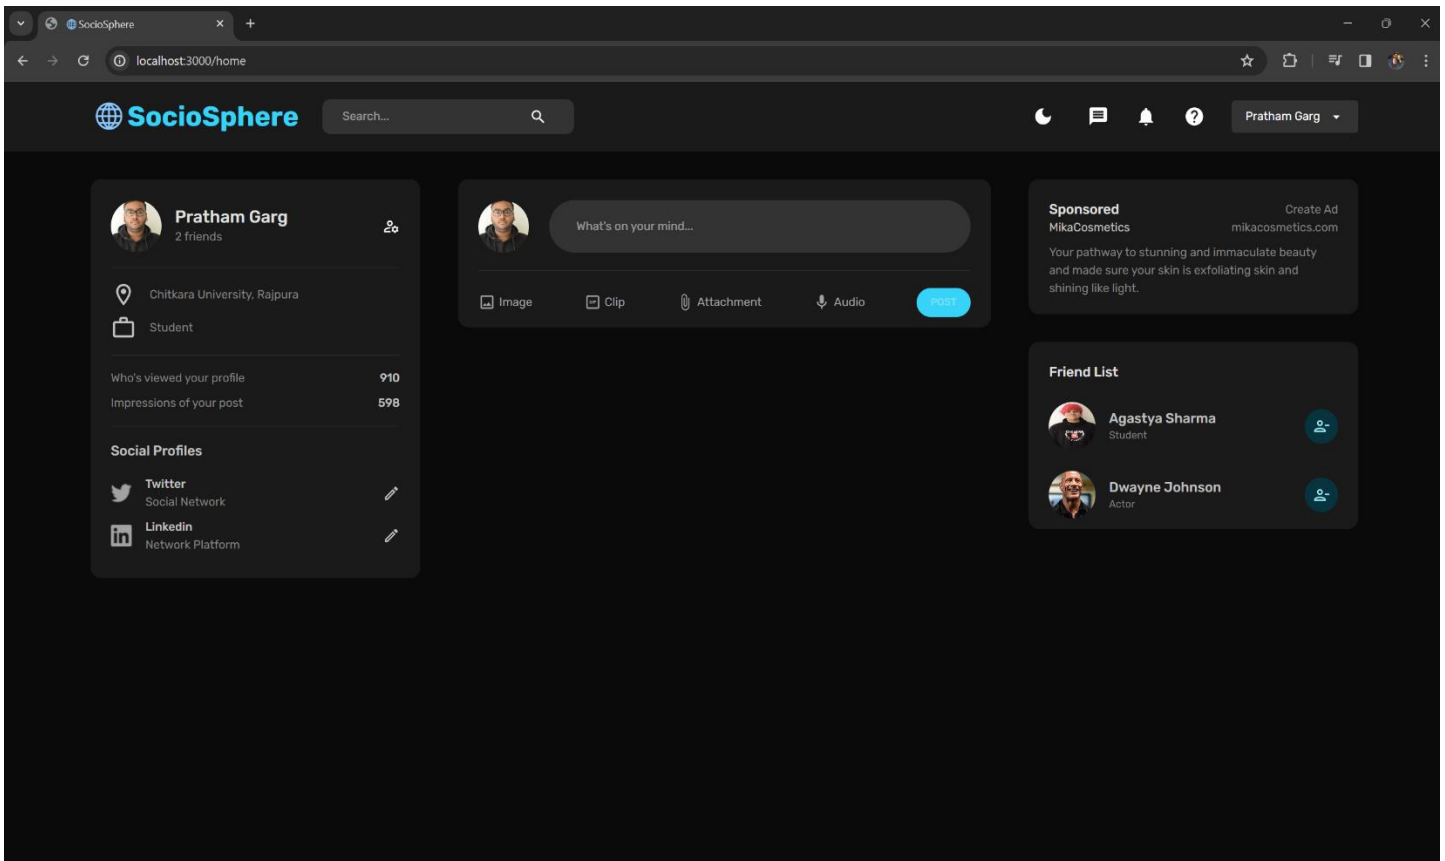 SocioSphere
localhost:3000/home
SocioSphere
Search...
Pratham Garg
Pratham Garg
2 friends
Chitkara University, Rajpura
Student
Who's viewed your profile 910
Impressions of your post 598
Social Profiles
Twitter
Social Network
Linkedin
Network Platform
What's on your mind...
Image Clip Attachment Audio POST
Sponsored Create Ad
MikaCosmetics mikacosmetics.com
Your pathway to stunning and immaculate beauty
and made sure your skin is exfoliating skin and
shining like light.
Friend List
Agastya Sharma
Student
Dwayne Johnson
Actor